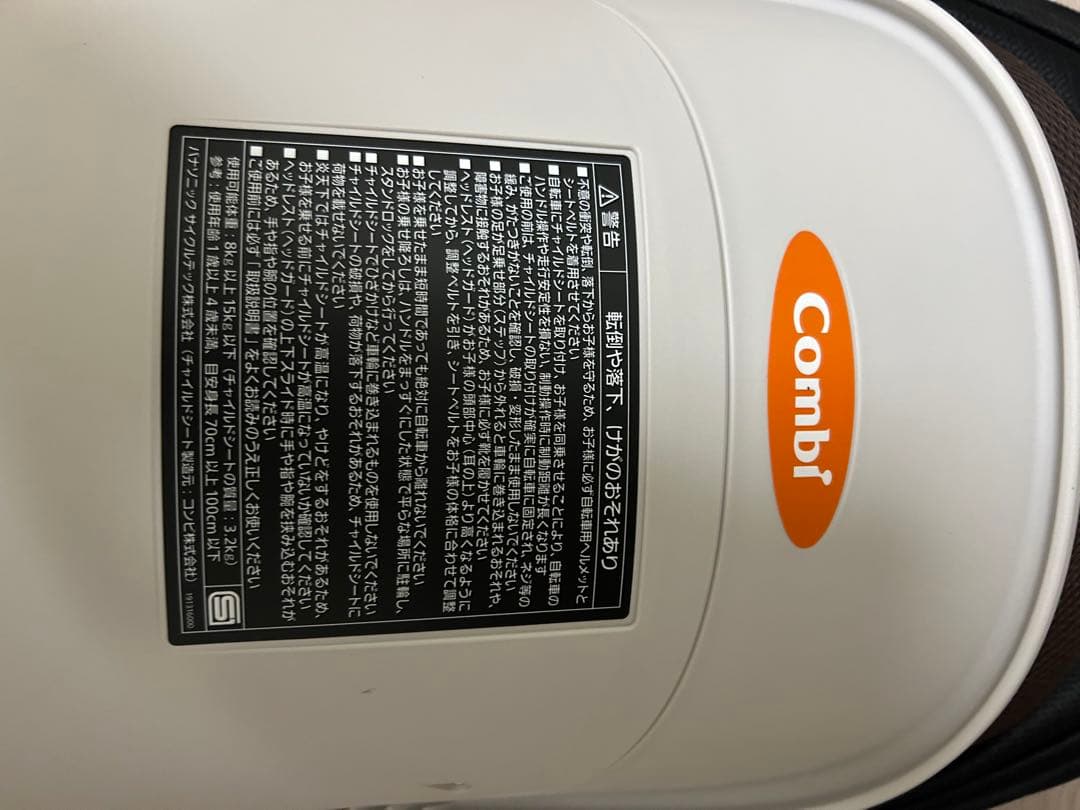 Combi
⚠警告 転倒や落下、けがのおそれあり
■不意の衝突や転倒、落下からお子様を守るため、お子様に必ず自転車用ヘルメットと
シートベルトを着用させてください
■自転車にチャイルドシートを取り付け、お子様を同乗させることにより、自転車の
ハンドル操作や走行安定性を損ない、制動操作時に制動距離が長くなります
■ご使用の前は、チャイルドシートの取り付けが確実に自転車に固定され、ネジ等の
緩み、がたつきがないことを確認し、破損・変形したまま使用しないでください
■お子様の足が足乗せ部分(ステップ)から外れると車輪に巻き込まれるおそれや、
障害物に接触するおそれがあるため、お子様に必ず靴を履かせてください
■ヘッドレスト(ヘッドガード)がお子様の頭部中心(耳の上)より高くなるように
調整してから、調整ベルトを引き、シートベルトをお子様の体格に合わせて調整
してください
■お子様を乗せたまま短時間であっても絶対に自転車から離れないでください
■お子様の乗せ降ろしは、ハンドルをまっすぐにした状態で平らな場所に駐輪し、
スタンドロックをしてから行ってください
■チャイルドシートでひざかけなど車輪に巻き込まれるものを使用しないでください
■チャイルドシートの破損や、荷物が落下するおそれがあるため、チャイルドシートに
荷物を載せないでください
■炎天下ではチャイルドシートが高温になり、やけどをするおそれがあるため、
お子様を乗せる前にチャイルドシートが高温になっていないか確認してください
■ヘッドレスト(ヘッドガード)の上下スライド時に手や指や腕を挟み込むおそれが
あるため、手や指や腕の位置を確認してください
■ご使用前には必ず「取扱説明書」をよくお読みのうえ正しくお使いください
使用可能体重:8kg以上15kg以下(チャイルドシートの質量:3.2kg)
参考:使用年齢1歳以上4歳未満、目安身長70cm以上100cm以下
パナソニック サイクルテック株式会社(チャイルドシート製造元:コンビ株式会社) 191316000